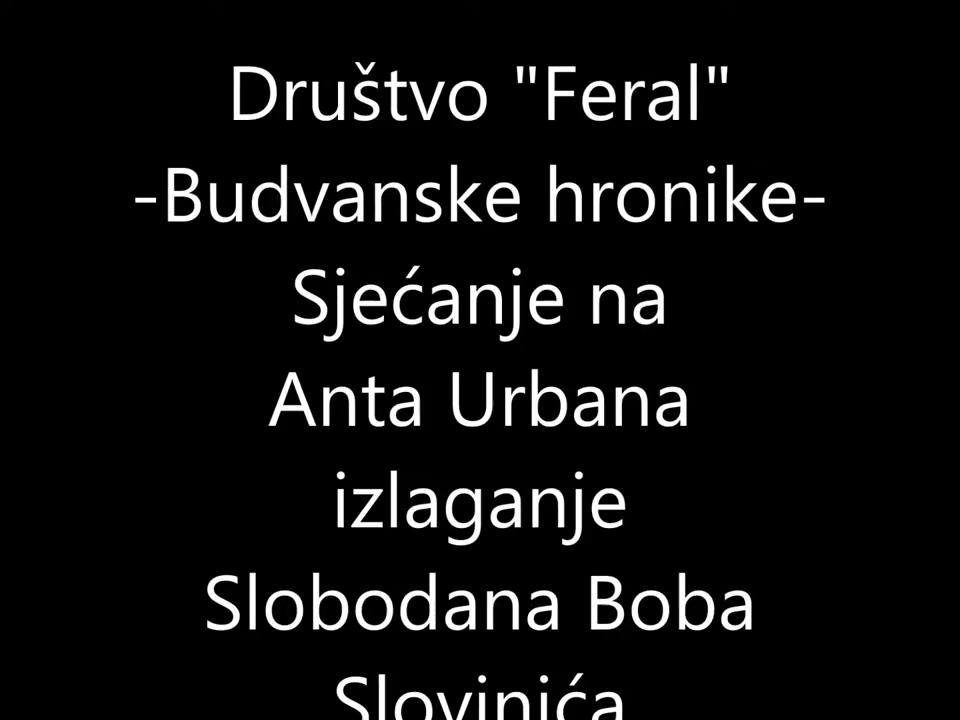 Društvo "Feral"
-Budvanske hronike-
Sjećanje na
Anta Urbana
izlaganje
Slobodana Boba
Slovinića